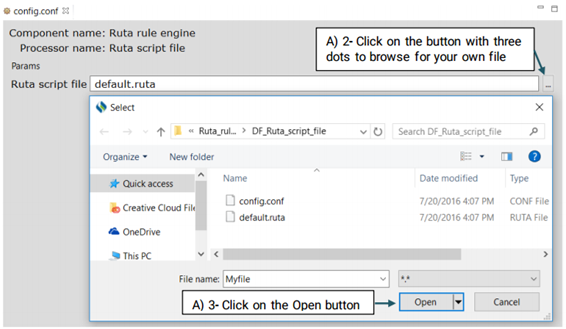 config.conf
Component name: Ruta rule engine
Processor name: Ruta script file
Params
Ruta script file default.ruta ...
A) 2- Click on the button with three
dots to browse for your own file
Select
« Ruta_rul... > DF_Ruta_script_file
Search DF_Ruta_script_file
Organize
New folder
?
Quick access
Creative Cloud File
OneDrive
This PC
Name
Date modified
Type
config.conf
7/20/2016 4:07 PM
CONF File
default.ruta
7/20/2016 4:07 PM
RUTA File
File name: Myfile
*.*
A) 3- Click on the Open button
Open
Cancel